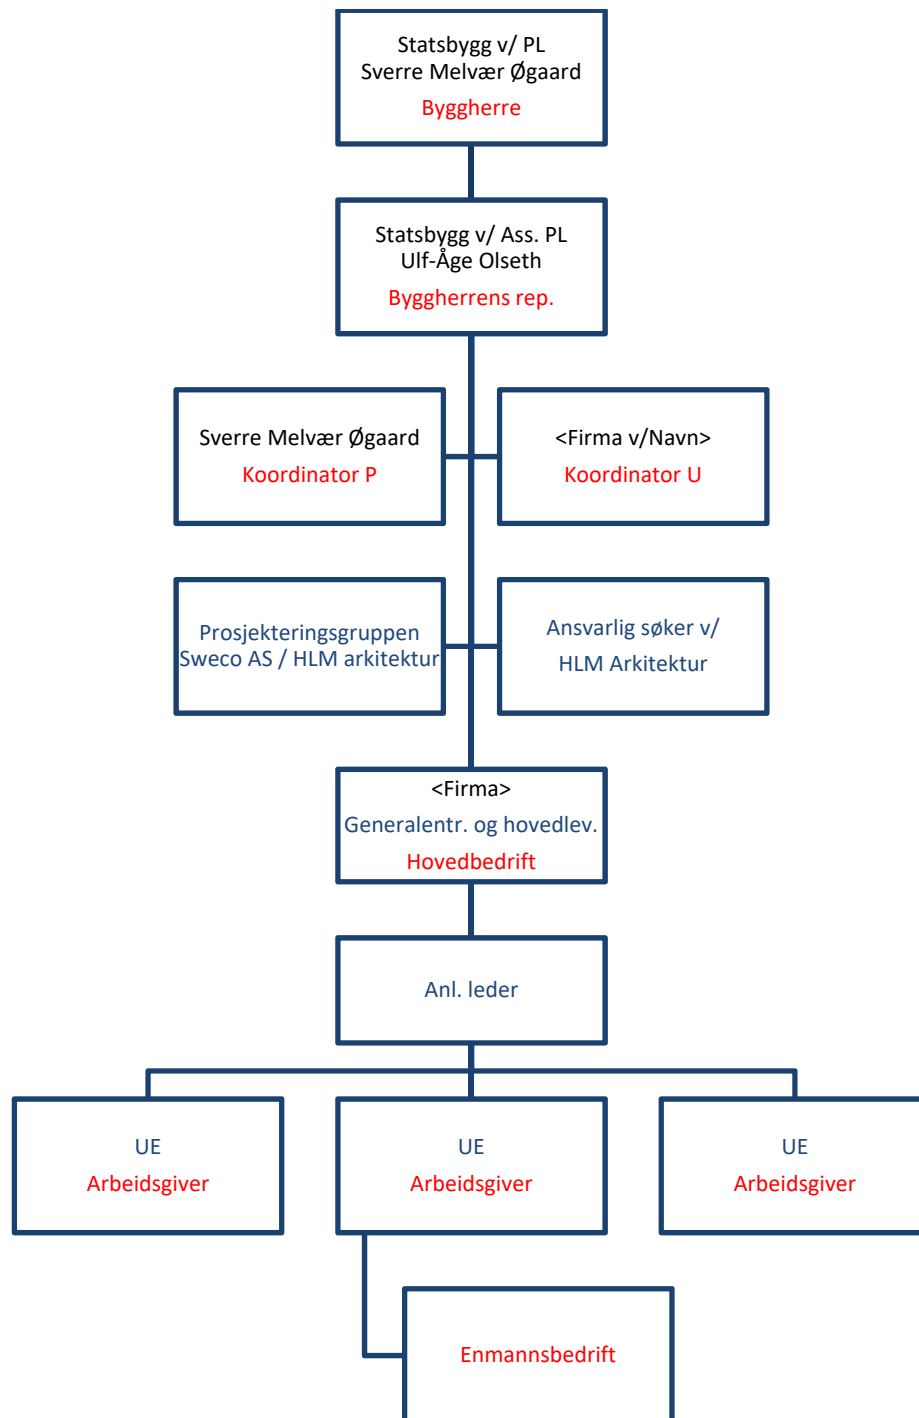 Statsbygg v/ PL
Sverre Melvær Øgaard
Byggherre
Statsbygg v/ Ass. PL
Ulf-Åge Olseth
Byggherrens rep.
Sverre Melvær Øgaard
Koordinator P
<Firma v/Navn>
Koordinator U
Prosjekteringsgruppen
Sweco AS / HLM arkitektur
Ansvarlig søker v/
HLM Arkitektur
<Firma>
Generalentr. og hovedlev.
Hovedbedrift
Anl. leder
UE
Arbeidsgiver
UE
Arbeidsgiver
UE
Arbeidsgiver
Enmannsbedrift